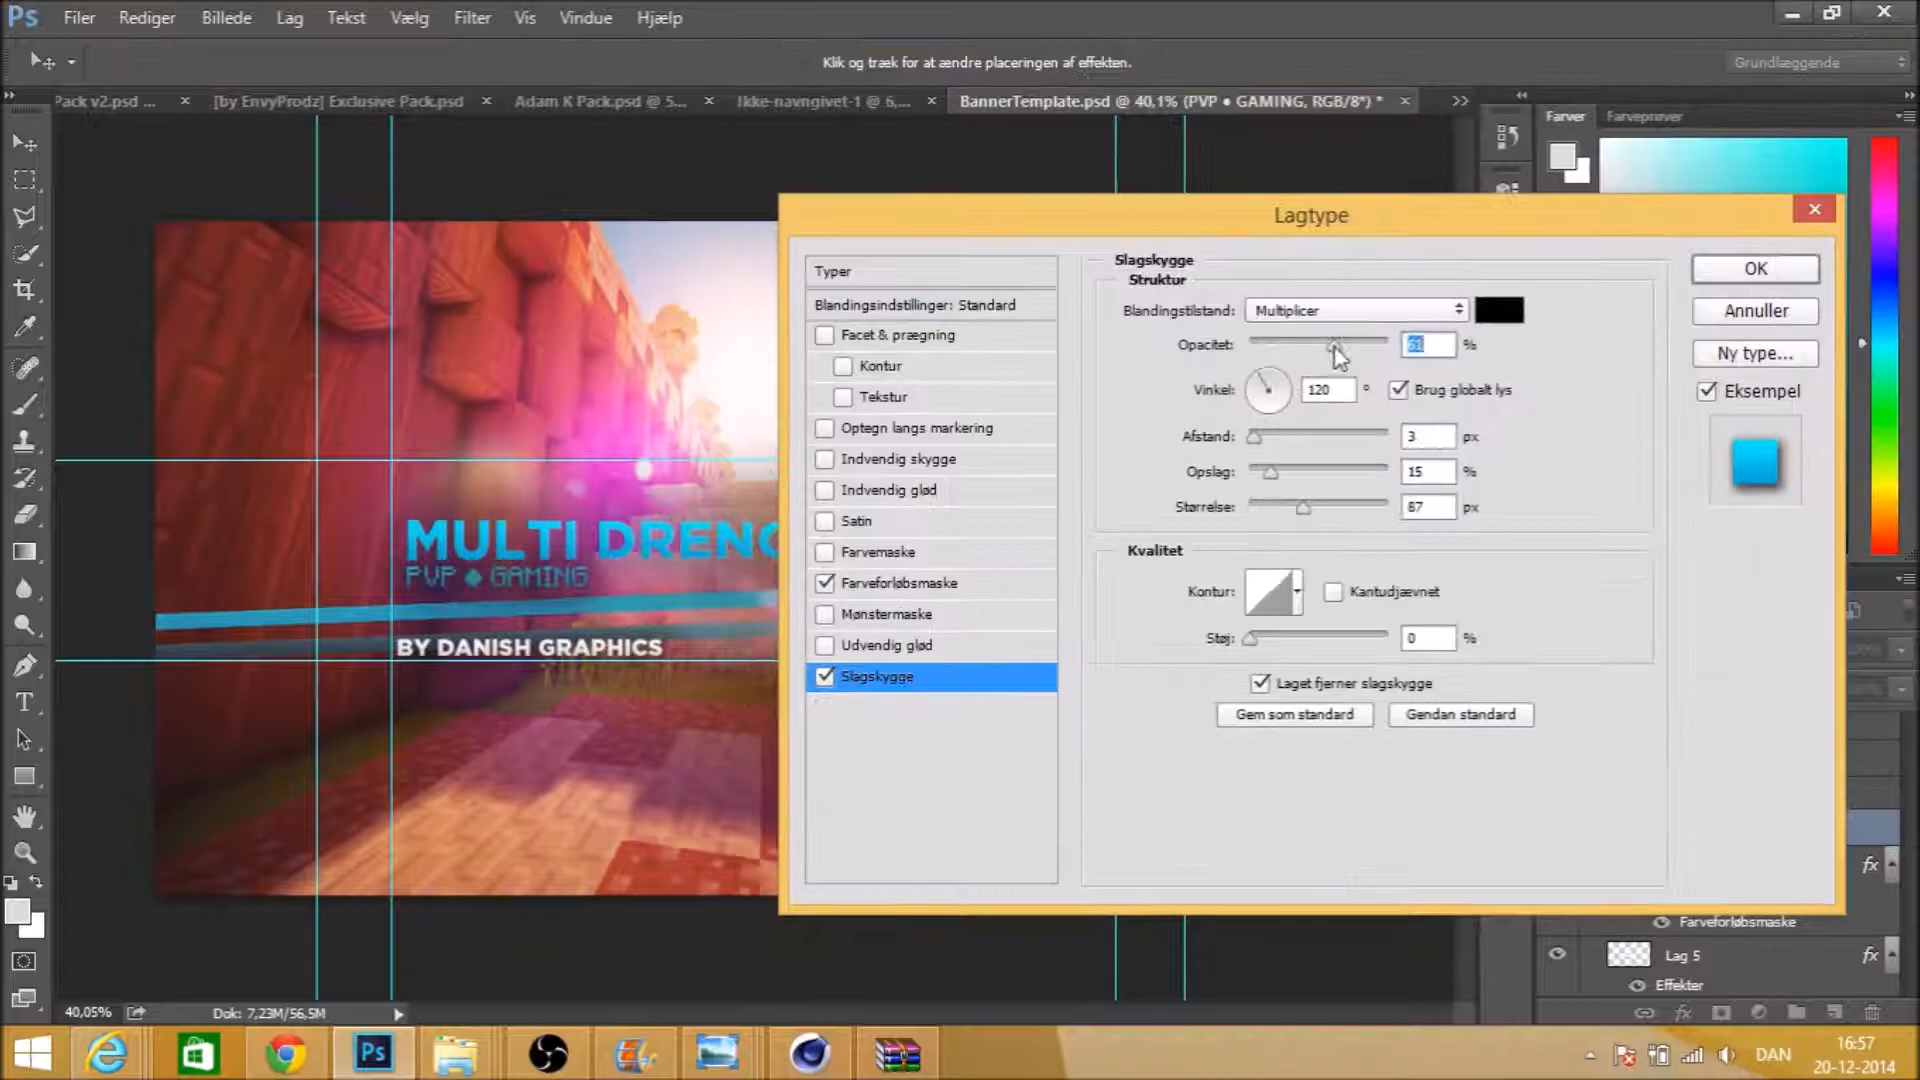 Ps Filer Rediger Billede Lag Tekst Vælg Filter Vis Vindue Hjælp
Klik og træk for at ændre placeringen af effekten.
Grundlæggende
Pack v2.psd ... × [by EnvyProdz] Exclusive Pack.psd × Adam K Pack.psd @ 5... × Ikke-navngivet-1 @ 6,... × BannerTemplate.psd @ 40,1% (PVP ● GAMING, RGB/8*) * ×
Farver Farveprøver
Lagtype
Typer
Blandingsindstillinger: Standard
Facet & prægning
Kontur
Tekstur
Optegn langs markering
Indvendig skygge
Indvendig glød
Satin
Farvemaske
Farveforløbsmaske
Mønstermaske
Udvendig glød
Slagskygge
Slagskygge
Struktur
Blandingstilstand: Multiplicer
Opacitet: 61 %
Vinkel: 120 ° Brug globalt lys
Afstand: 3 px
Opslag: 15 %
Størrelse: 87 px
Kvalitet
Kontur: Kantudjævnet
Støj: 0 %
Laget fjerner slagskygge
Gem som standard Gendan standard
OK
Annuller
Ny type...
Eksempel
MULTI DRENG
PVP ◆ GAMING
BY DANISH GRAPHICS
fx
Farveforløbsmaske
Lag 5 fx
Effekter
40,05% Dok: 7,23M/56,5M
Ps
DAN
16:57
20-12-2014